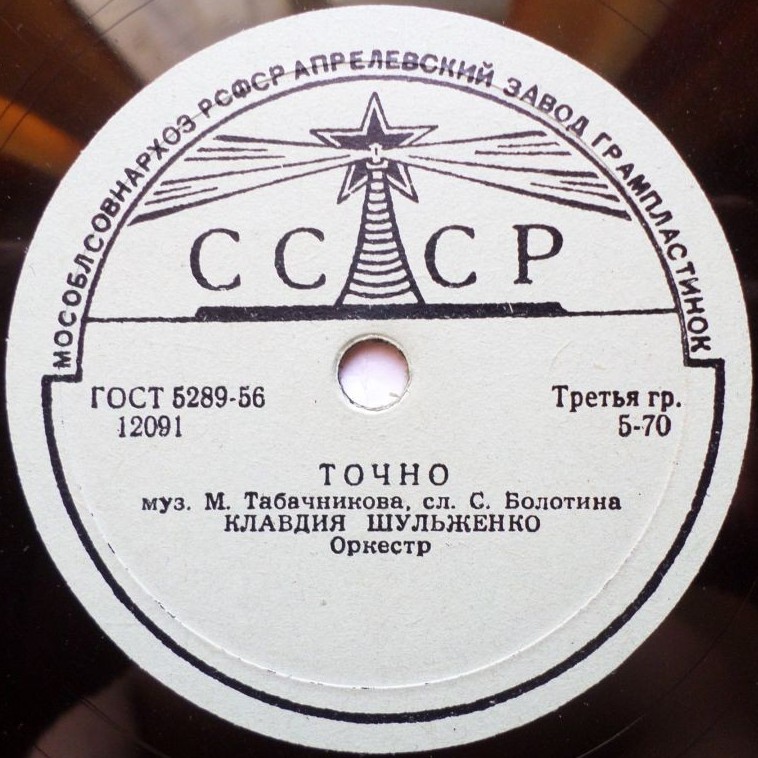 МОСОБЛСОВНАРХОЗ РСФСР АПРЕЛЕВСКИЙ ЗАВОД ГРАМПЛАСТИНОК
СССР
ГОСТ 5289-56
12091
Третья гр.
5-70
ТОЧНО
муз. М. Табачникова, сл. С. Болотина
КЛАВДИЯ ШУЛЬЖЕНКО
Оркестр